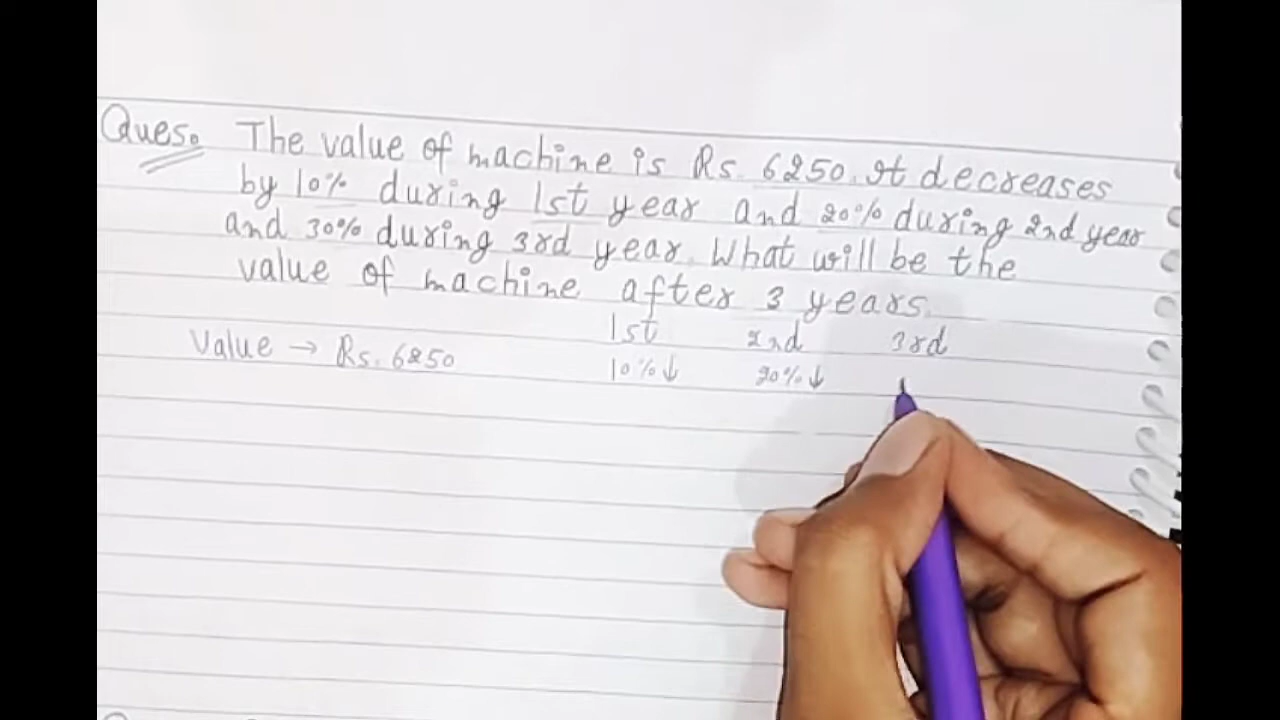 Ques. The value of machine is Rs. 6250. It decreases
by 10% during 1st year and 20% during 2nd year
and 30% during 3rd year. What will be the
value of machine after 3 years.
1st 2nd 3rd
Value → Rs. 6250
10%↓ 20%↓